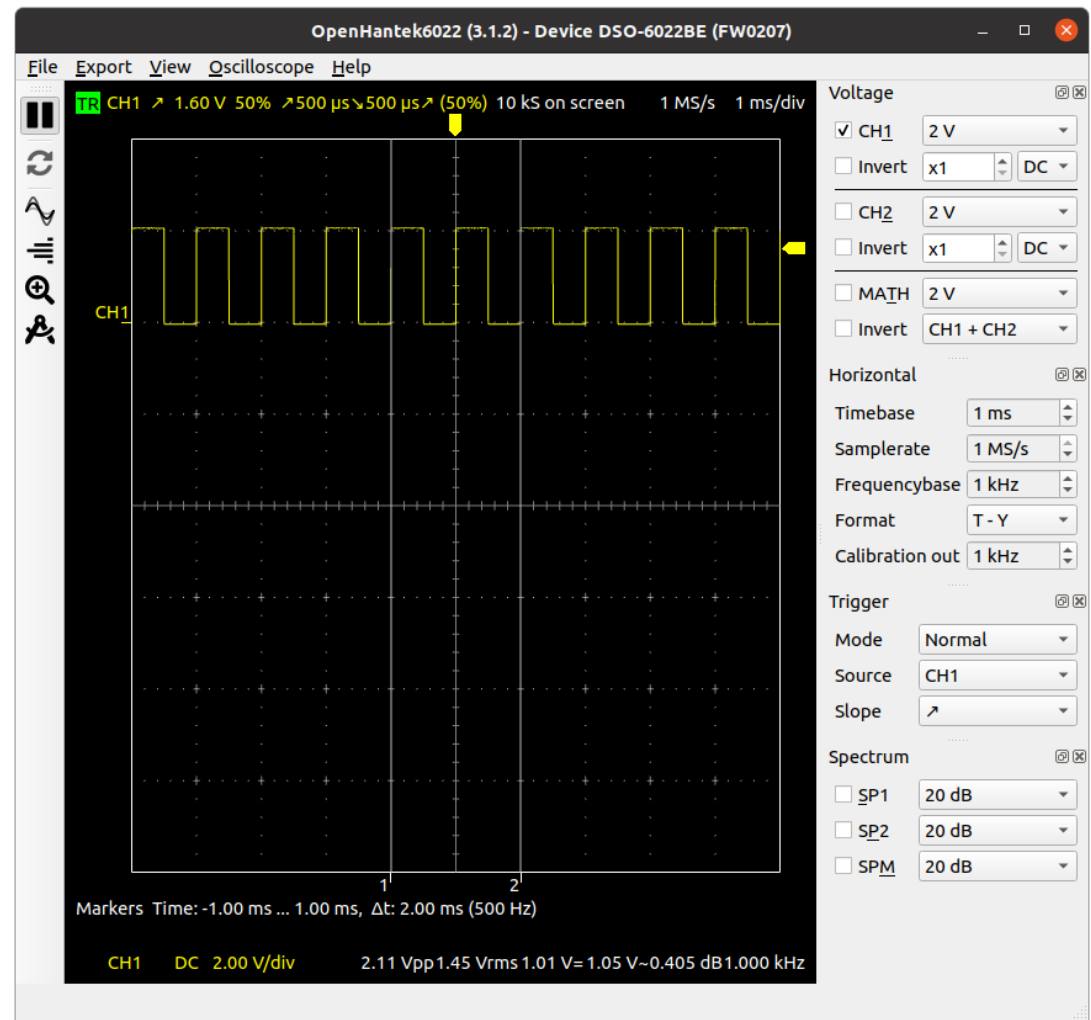 OpenHantek6022 (3.1.2) - Device DSO-6022BE (FW0207)
File Export View Oscilloscope Help
TR CH1 ↗ 1.60 V 50% ↗500 µs↘500 µs↗ (50%) 10 kS on screen 1 MS/s 1 ms/div
CH1
1 2
Markers Time: -1.00 ms ... 1.00 ms, Δt: 2.00 ms (500 Hz)
CH1 DC 2.00 V/div 2.11 Vpp 1.45 Vrms 1.01 V= 1.05 V~ 0.405 dB 1.000 kHz
Voltage
CH1 2 V
Invert x1 DC
CH2 2 V
Invert x1 DC
MATH 2 V
Invert CH1 + CH2
Horizontal
Timebase 1 ms
Samplerate 1 MS/s
Frequencybase 1 kHz
Format T - Y
Calibration out 1 kHz
Trigger
Mode Normal
Source CH1
Slope ↗
Spectrum
SP1 20 dB
SP2 20 dB
SPM 20 dB